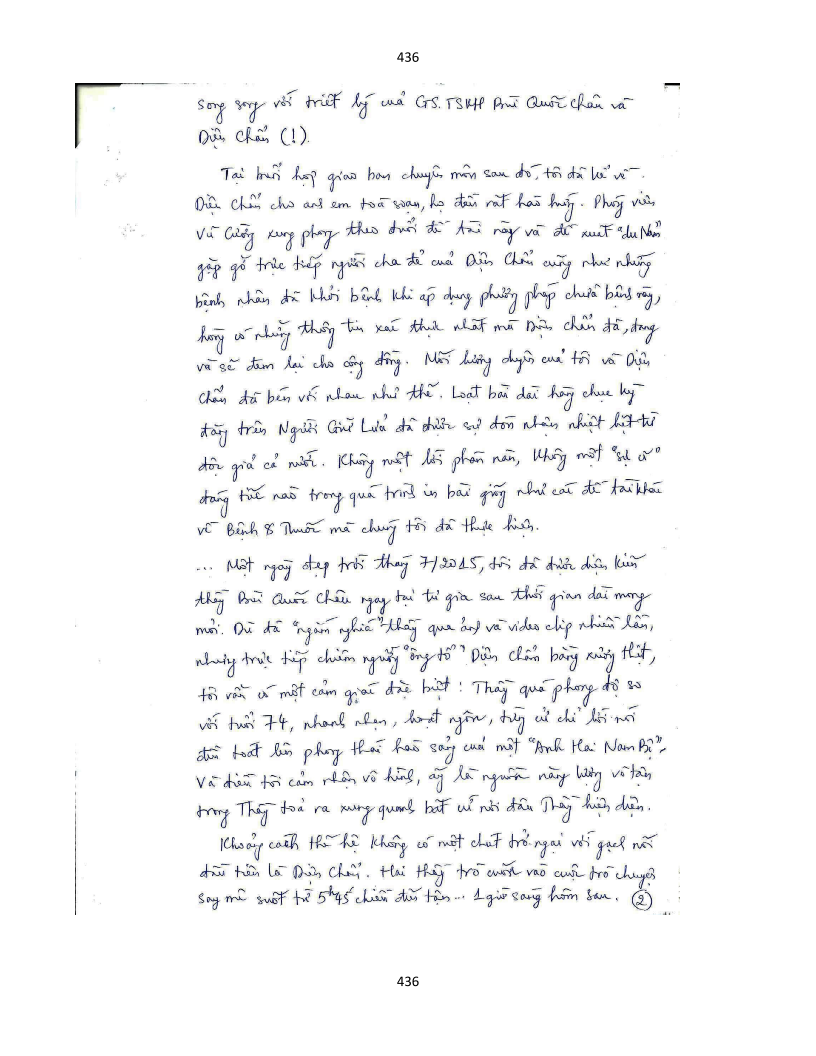 436
song song với triết lý của GS.TSKH Bùi Quốc Châu và
Diện Chẩn (!).
Tại buổi họp giao ban chuyên môn sau đó, tôi đã kể về
Diện Chẩn cho anh em toà soạn, họ đều rất hào hứng. Phóng viên
Vũ Cường xung phong theo đuổi đề tài này và đề xuất "du Nam"
gặp gỡ trực tiếp người cha đẻ của Diện Chẩn cũng như những
bệnh nhân đã khỏi bệnh khi áp dụng phương pháp chữa bệnh này,
hòng có những thông tin xác thực nhất mà Diện Chẩn đã, đang
và sẽ đem lại cho cộng đồng. Mối lương duyên của tôi và Diện
Chẩn đã bén với nhau như thế. Loạt bài dài hàng chục kỳ
đăng trên Người Giữ Lửa đã được sự đón nhận nhiệt liệt từ
độc giả cả nước. Không một lời phàn nàn, không một "sự cố"
đáng tiếc nào trong quá trình in bài giống như các đề tài khác
về Bệnh & Thuốc mà chúng tôi đã thực hiện.
... Một ngày đẹp trời tháng 7/2015, tôi đã được diện kiến
thầy Bùi Quốc Châu ngay tại tư gia sau thời gian dài mong
mỏi. Dù đã "ngắm nghía" thầy qua ảnh và video clip nhiều lần,
nhưng trực tiếp chiêm ngưỡng "ông tổ" Diện Chẩn bằng xương thịt,
tôi vẫn có một cảm giác đặc biệt: Thầy quá phong độ so
với tuổi 74, nhanh nhẹn, hoạt ngôn, từng cử chỉ lời nói
đều toát lên phong thái hào sảng của một "Anh Hai Nam Bộ".
Và điều tôi cảm nhận vô hình, ấy là nguồn năng lượng vô tận
trong Thầy toả ra xung quanh bất cứ nơi đâu Thầy hiện diện.
Khoảng cách thế hệ không có một chút trở ngại với gạch nối
đầu tiên là Diện Chẩn. Hai thầy trò cuốn vào cuộc trò chuyện
say mê suốt từ 5h45' chiều đến tận... 1 giờ sáng hôm sau. 2
436